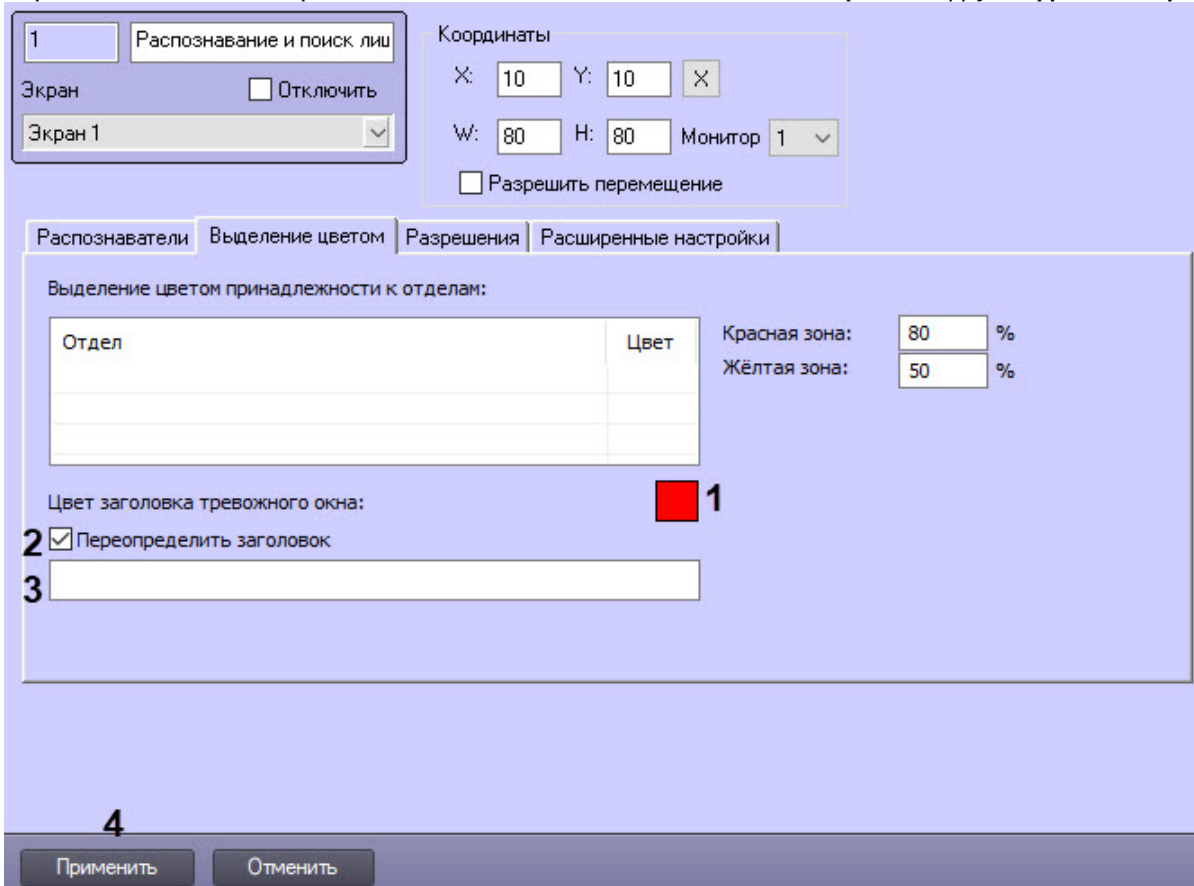 1 Распознавание и поиск лиц
Экран Отключить
Экран 1
Координаты
X: 10 Y: 10 X
W: 80 H: 80 Монитор 1
Разрешить перемещение
Распознаватели Выделение цветом Разрешения Расширенные настройки
Выделение цветом принадлежности к отделам:
Отдел Цвет
Красная зона: 80 %
Жёлтая зона: 50 %
Цвет заголовка тревожного окна: 1
2 Переопределить заголовок
3
4
Применить Отменить